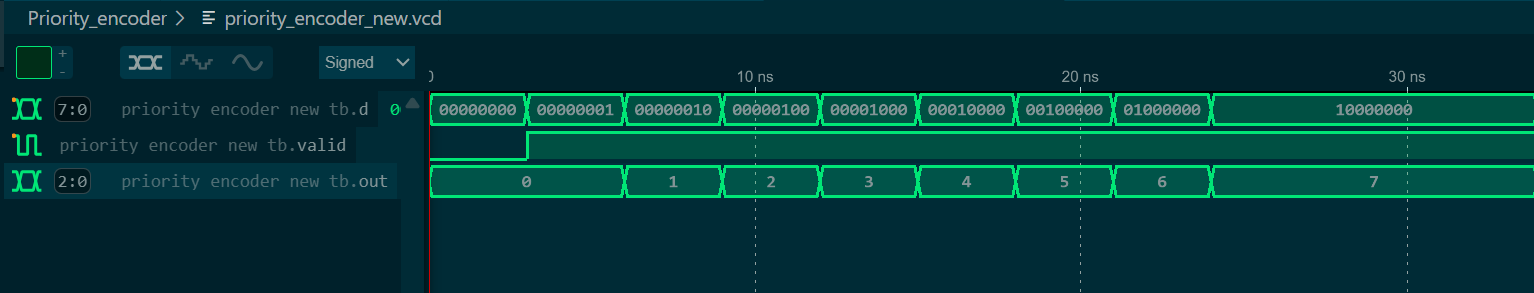 Priority_encoder > priority_encoder_new.vcd
+
-
Signed
0 10 ns 20 ns 30 ns
7:0 priority encoder new tb.d 0 00000000 00000001 00000010 00000100 00001000 00010000 00100000 01000000 10000000
priority encoder new tb.valid
2:0 priority encoder new tb.out 0 1 2 3 4 5 6 7